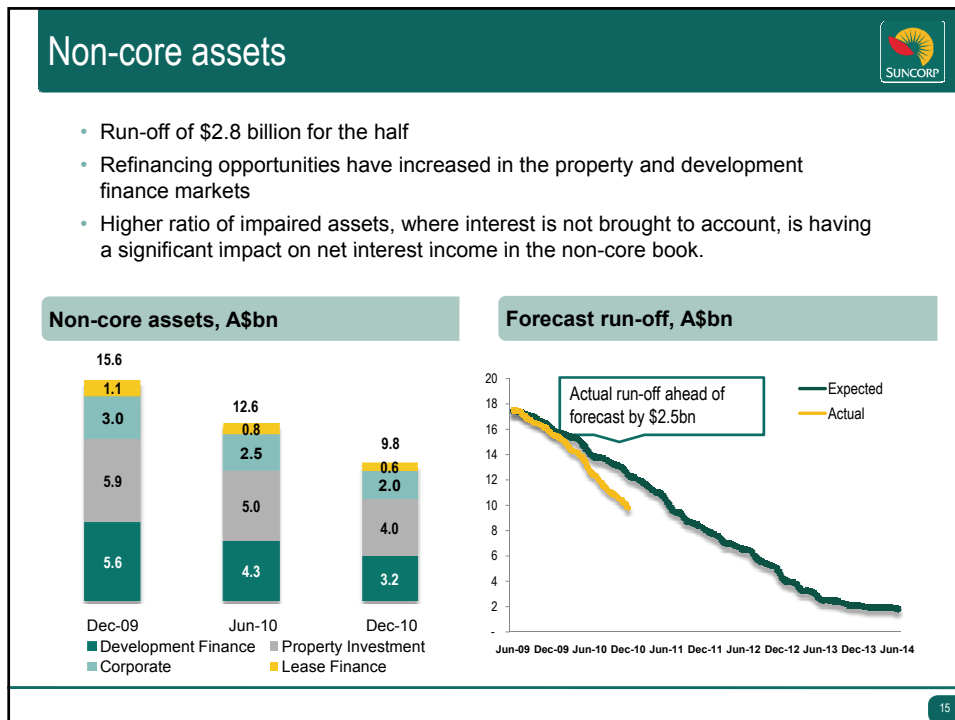 Non-core assets
SUNCORP
• Run-off of $2.8 billion for the half
• Refinancing opportunities have increased in the property and development
finance markets
• Higher ratio of impaired assets, where interest is not brought to account, is having
a significant impact on net interest income in the non-core book.
Non-core assets, A$bn
15.6
1.1
3.0
5.9
5.6
12.6
0.8
2.5
5.0
4.3
9.8
0.6
2.0
4.0
3.2
Dec-09 Jun-10 Dec-10
Development Finance Property Investment
Corporate Lease Finance
Forecast run-off, A$bn
20
18
16
14
12
10
8
6
4
2
-
Actual run-off ahead of
forecast by $2.5bn
Expected
Actual
Jun-09 Dec-09 Jun-10 Dec-10 Jun-11 Dec-11 Jun-12 Dec-12 Jun-13 Dec-13 Jun-14
15